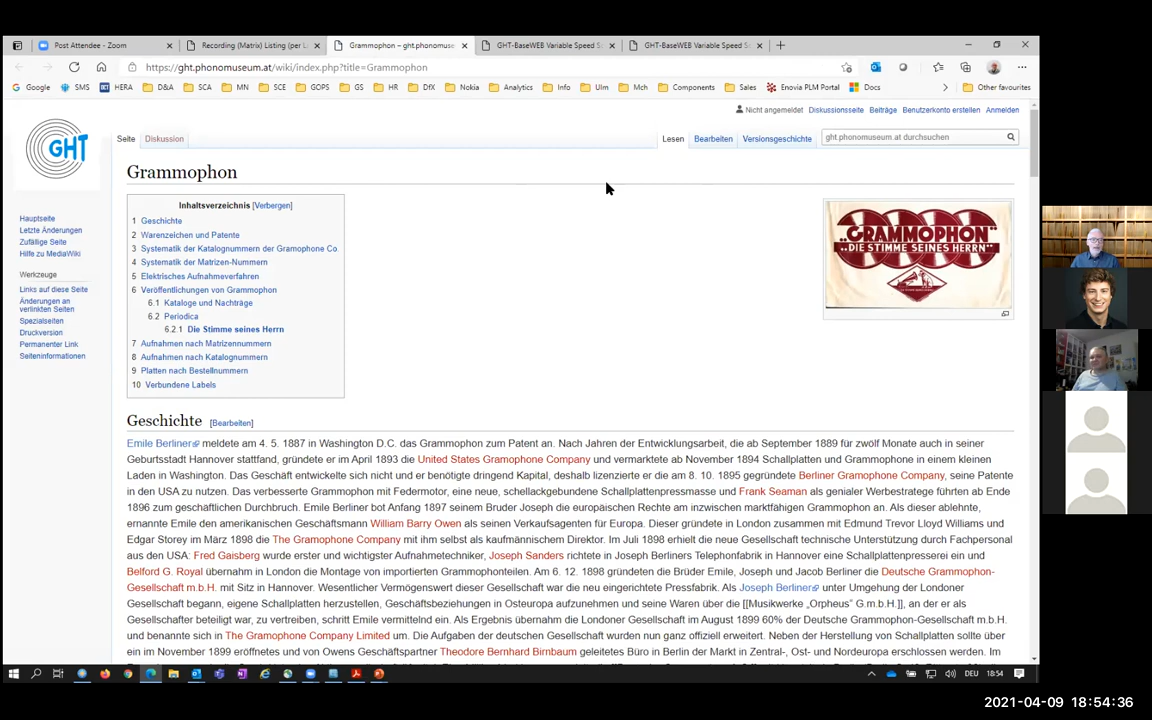 Post Attendee - Zoom
Recording (Matrix) Listing (per L
Grammophon – ght.phonomuse
GHT-BaseWEB Variable Speed S
GHT-BaseWEB Variable Speed Se
https://ght.phonomuseum.at/wiki/index.php?title=Grammophon
Google SMS HERA D&A SCA MN SCE GOPS GS HR DfX Nokia Analytics Info Ulm Mch Components Sales Enovia PLM Portal Docs Other favourites
Nicht angemeldet Diskussionsseite Beiträge Benutzerkonto erstellen Anmelden
GHT
Seite Diskussion Lesen Bearbeiten Versionsgeschichte ght.phonomuseum.at durchsuchen
Grammophon
Hauptseite
Letzte Änderungen
Zufällige Seite
Hilfe zu MediaWiki
Werkzeuge
Links auf diese Seite
Änderungen an
verlinkten Seiten
Spezialseiten
Druckversion
Permanenter Link
Seiteninformationen
Inhaltsverzeichnis [Verbergen]
1 Geschichte
2 Warenzeichen und Patente
3 Systematik der Katalognummern der Gramophone Co.
4 Systematik der Matrizen-Nummern
5 Elektrisches Aufnahmeverfahren
6 Veröffentlichungen von Grammophon
6.1 Kataloge und Nachträge
6.2 Periodica
6.2.1 Die Stimme seines Herrn
7 Aufnahmen nach Matrizennummern
8 Aufnahmen nach Katalognummern
9 Platten nach Bestellnummern
10 Verbundene Labels
"GRAMMOPHON"
"DIE STIMME SEINES HERRN"
Geschichte [Bearbeiten]
Emile Berliner meldete am 4. 5. 1887 in Washington D.C. das Grammophon zum Patent an. Nach Jahren der Entwicklungsarbeit, die ab September 1889 für zwölf Monate auch in seiner
Geburtsstadt Hannover stattfand, gründete er im April 1893 die United States Gramophone Company und vermarktete ab November 1894 Schallplatten und Grammophone in einem kleinen
Laden in Washington. Das Geschäft entwickelte sich nicht und er benötigte dringend Kapital, deshalb lizenzierte er die am 8. 10. 1895 gegründete Berliner Gramophone Company, seine Patente
in den USA zu nutzen. Das verbesserte Grammophon mit Federmotor, eine neue, schellackgebundene Schallplattenpressmasse und Frank Seaman als genialer Werbestratege führten ab Ende
1896 zum geschäftlichen Durchbruch. Emile Berliner bot Anfang 1897 seinem Bruder Joseph die europäischen Rechte am inzwischen marktfähigen Grammophon an. Als dieser ablehnte,
ernannte Emile den amerikanischen Geschäftsmann William Barry Owen als seinen Verkaufsagenten für Europa. Dieser gründete in London zusammen mit Edmund Trevor Lloyd Williams und
Edgar Storey im März 1898 die The Gramophone Company mit ihm selbst als kaufmännischem Direktor. Im Juli 1898 erhielt die neue Gesellschaft technische Unterstützung durch Fachpersonal
aus den USA: Fred Gaisberg wurde erster und wichtigster Aufnahmetechniker, Joseph Sanders richtete in Joseph Berliners Telephonfabrik in Hannover eine Schallplattenpresserei ein und
Belford G. Royal übernahm in London die Montage von importierten Grammophonteilen. Am 6. 12. 1898 gründeten die Brüder Emile, Joseph und Jacob Berliner die Deutsche Grammophon-
Gesellschaft m.b.H. mit Sitz in Hannover. Wesentlicher Vermögenswert dieser Gesellschaft war die neu eingerichtete Pressfabrik. Als Joseph Berliner unter Umgehung der Londoner
Gesellschaft begann, eigene Schallplatten herzustellen, Geschäftsbeziehungen in Osteuropa aufzunehmen und seine Waren über die [[Musikwerke „Orpheus" G.m.b.H.]], an der er als
Gesellschafter beteiligt war, zu vertreiben, schritt Emile vermittelnd ein. Als Ergebnis übernahm die Londoner Gesellschaft im August 1899 60% der Deutsche Grammophon-Gesellschaft m.b.H.
und benannte sich in The Gramophone Company Limited um. Die Aufgaben der deutschen Gesellschaft wurden nun ganz offiziell erweitert. Neben der Herstellung von Schallplatten sollte über
ein im November 1899 eröffnetes und von Owens Geschäftspartner Theodore Bernhard Birnbaum geleitetes Büro in Berlin der Markt in Zentral-, Ost- und Nordeuropa erschlossen werden. Im
DEU 18:54
2021-04-09 18:54:36